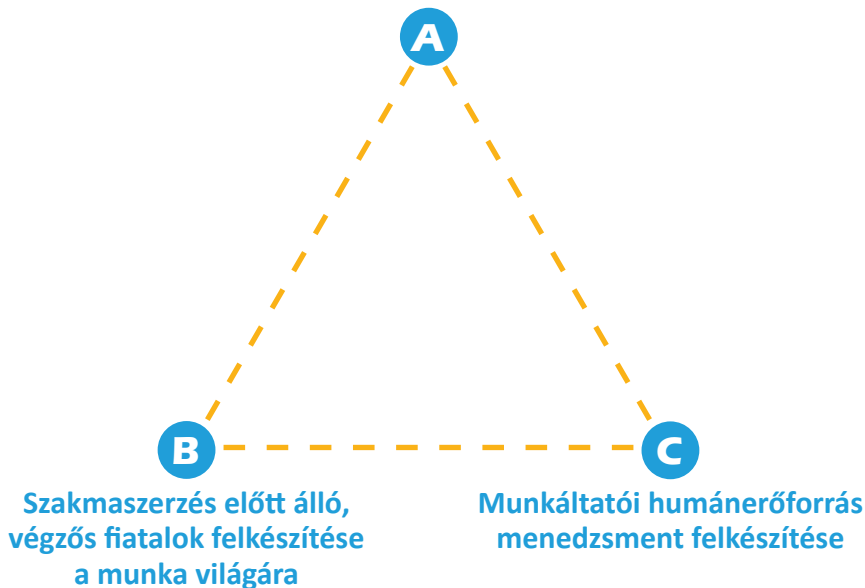 A
B
C
Szakmaszerzés előtt álló,
végzős fiatalok felkészítése
a munka világára
Munkáltatói humánerőforrás
menedzsment felkészítése